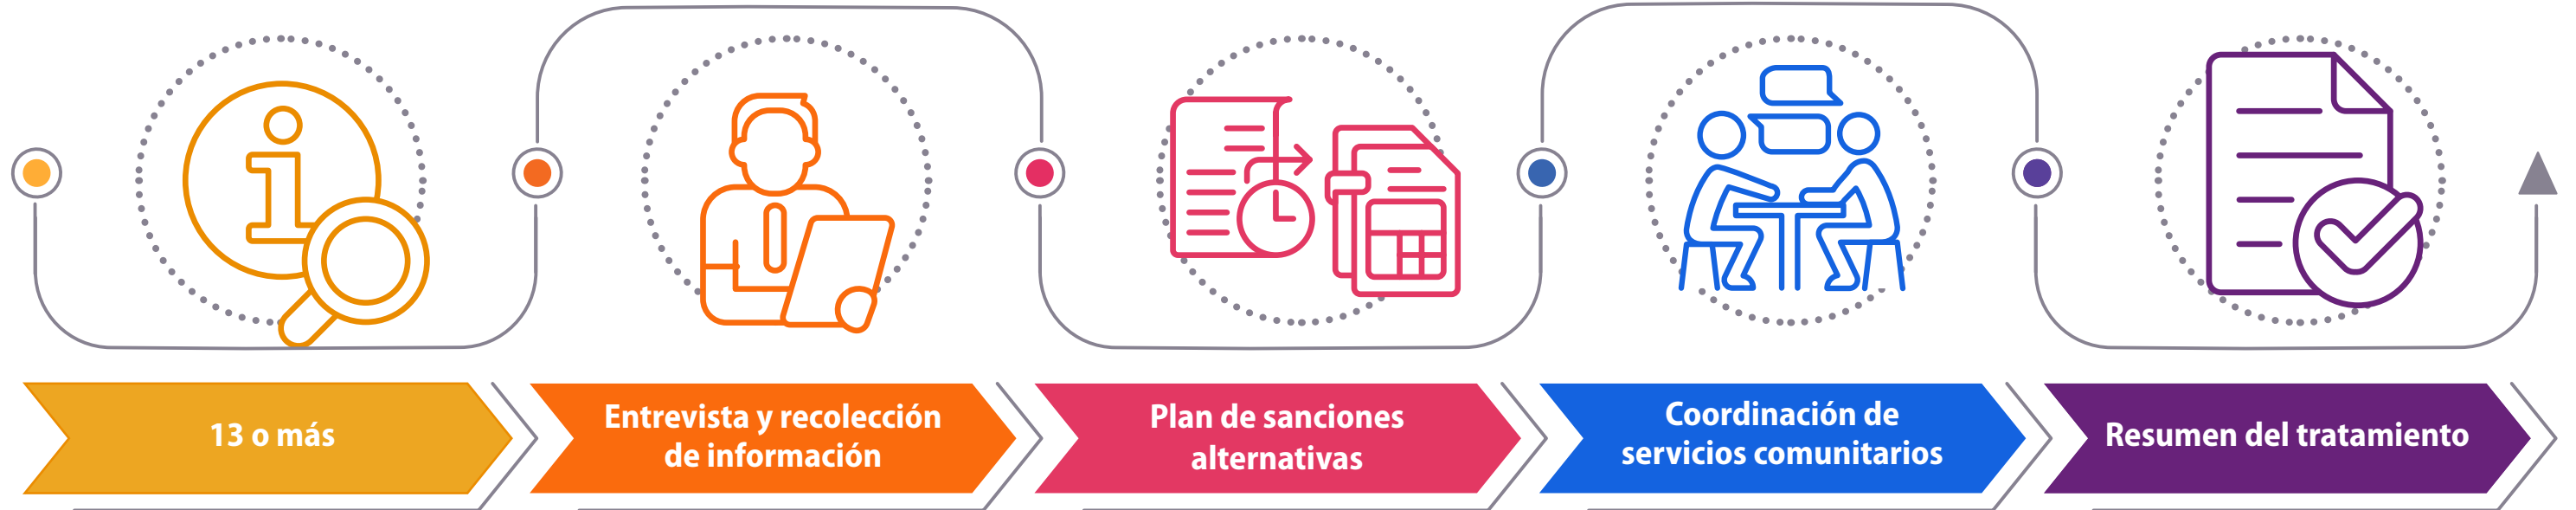 13 o más
Entrevista y recolección
de información
Plan de sanciones
alternativas
Coordinación de
servicios comunitarios
Resumen del tratamiento